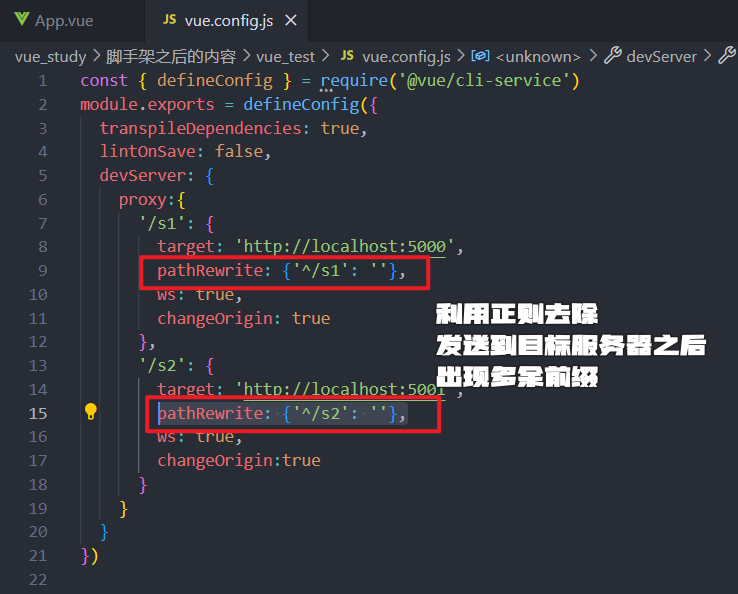 App.vue JS vue.config.js ×
vue_study > 脚手架之后的内容 > vue_test > JS vue.config.js > <unknown> > devServer >
1 const { defineConfig } = require('@vue/cli-service')
2 module.exports = defineConfig({
3 transpileDependencies: true,
4 lintOnSave: false,
5 devServer: {
6 proxy:{
7 '/s1': {
8 target: 'http://localhost:5000',
9 pathRewrite: {'^/s1': ''},
10 ws: true,
11 changeOrigin: true
12 },
13 '/s2': {
14 target: 'http://localhost:5001',
15 pathRewrite: {'^/s2': ''},
16 ws: true,
17 changeOrigin:true
18 }
19 }
20 }
21 })
22
利用正则去除
发送到目标服务器之后
出现多余前缀